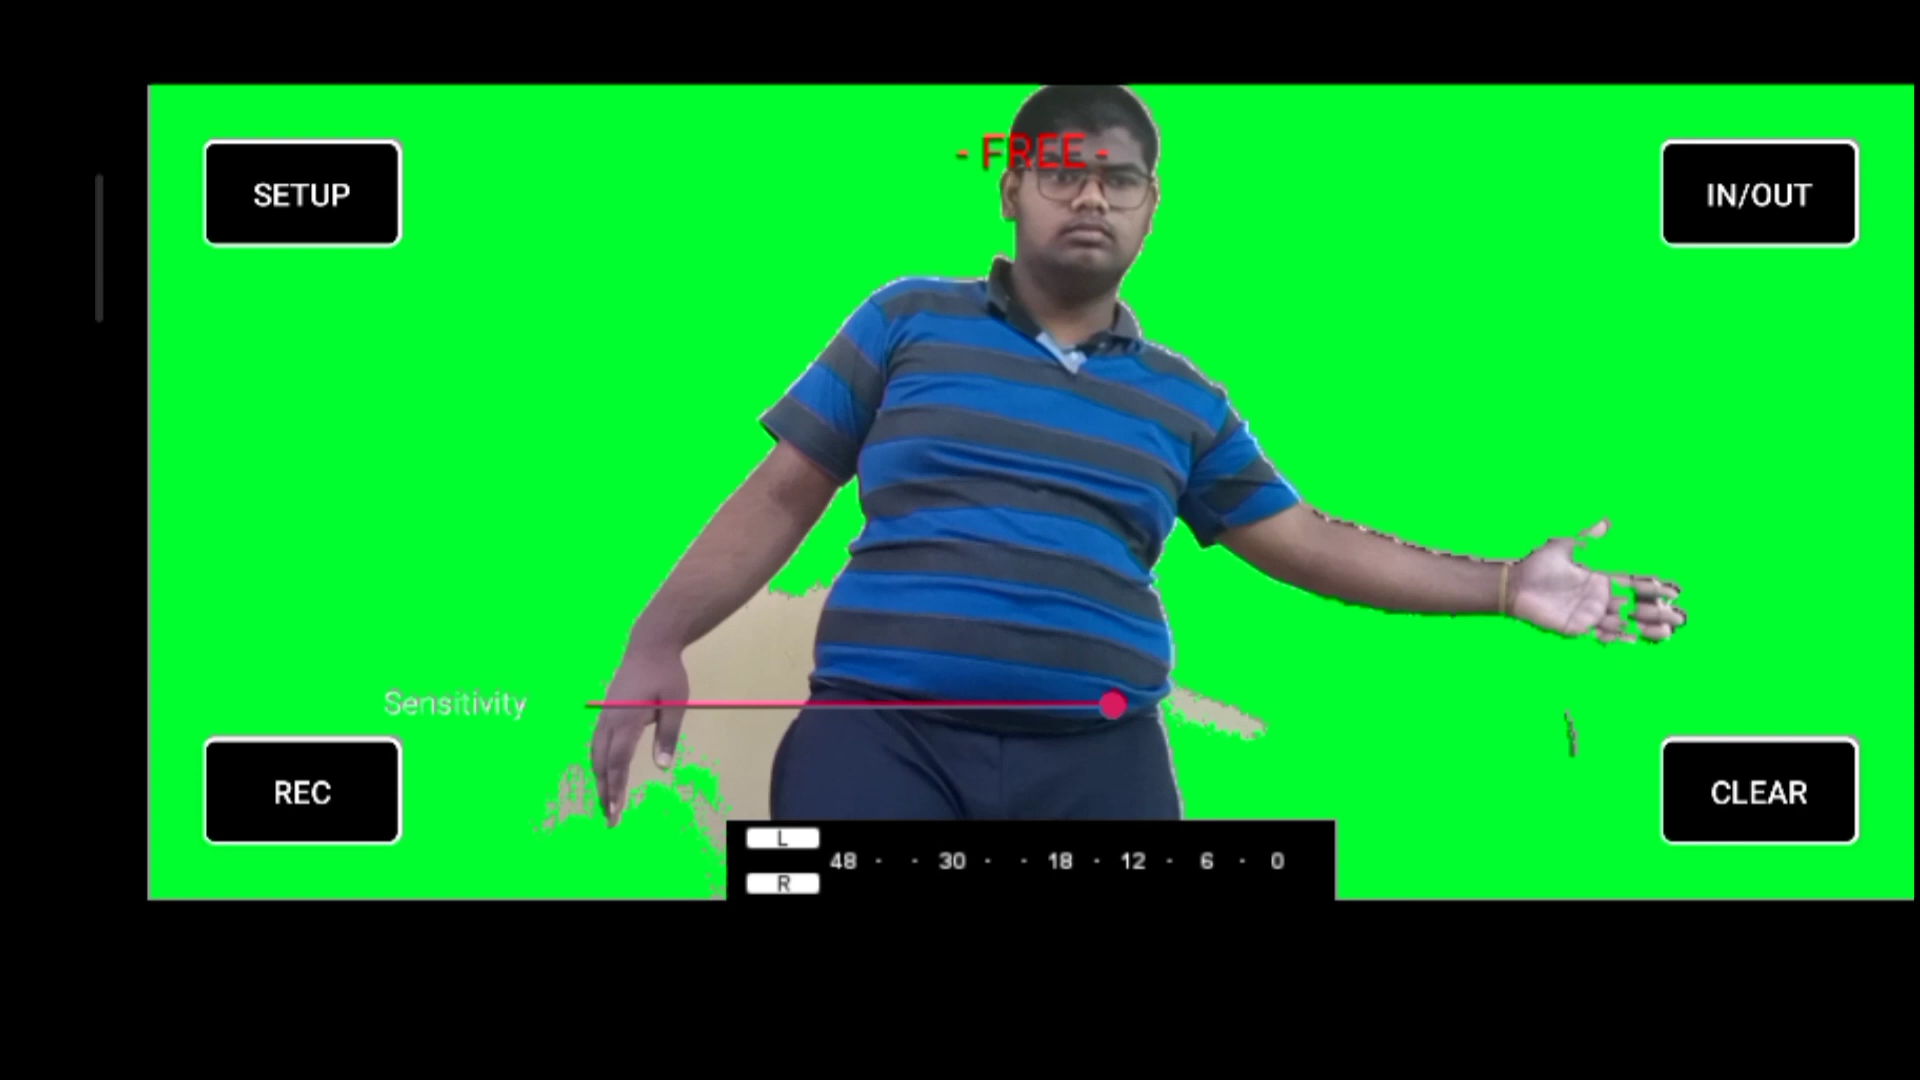 - FREE -
SETUP
IN/OUT
Sensitivity
REC
CLEAR
L
48 - - 30 - - 18 - 12 - 6 - 0
R